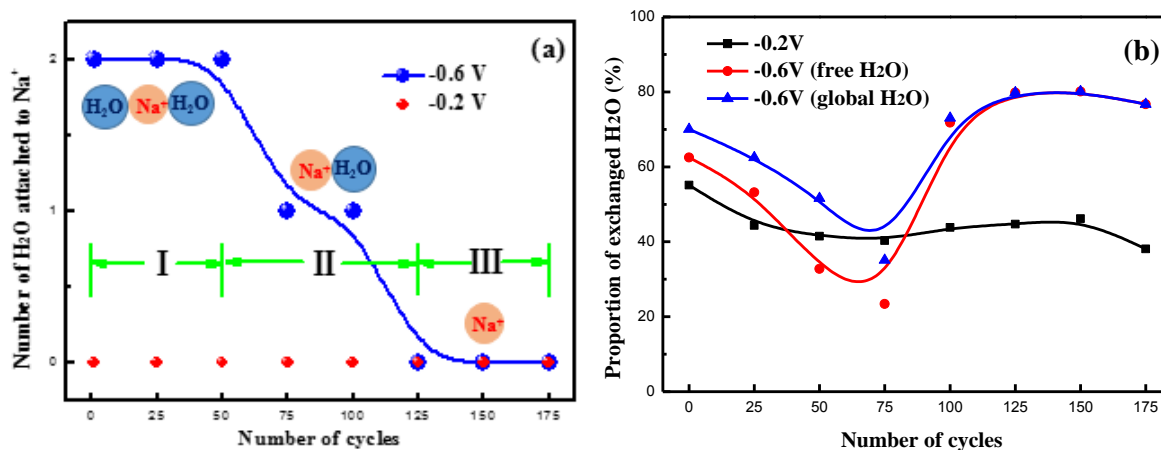 (a)
Number of H₂O attached to Na⁺
2
1
0
-0.6 V
-0.2 V
H₂O Na⁺ H₂O
Na⁺ H₂O
I II III
Na⁺
0 25 50 75 100 125 150 175
Number of cycles
(b)
Proportion of exchanged H₂O (%)
100
80
60
40
20
0
-0.2V
-0.6V (free H₂O)
-0.6V (global H₂O)
0 25 50 75 100 125 150 175
Number of cycles